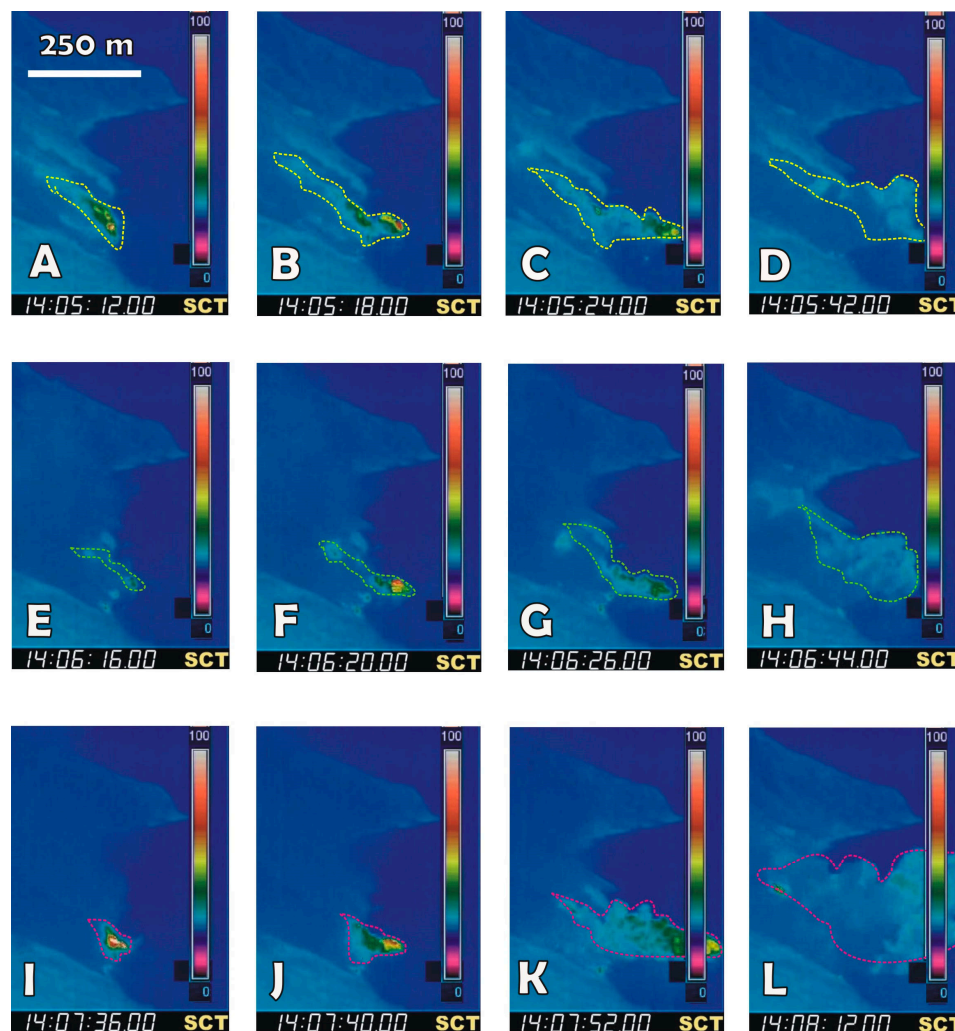 100 100 100 100
250 m
A B C D
0 0 0 0
14:05:12.00 SCT 14:05:18.00 SCT 14:05:24.00 SCT 14:05:42.00 SCT
100 100 100 100
E F G H
0 0 0 0
14:06:16.00 SCT 14:06:20.00 SCT 14:06:26.00 SCT 14:06:44.00 SCT
100 100 100 100
I J K L
0 0 0 0
14:07:36.00 SCT 14:07:40.00 SCT 14:07:52.00 SCT 14:08:12.00 SCT